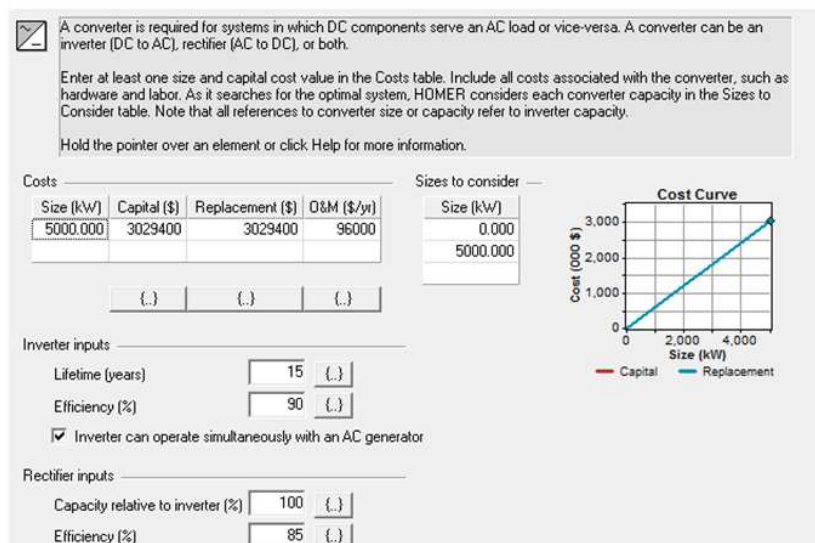 A converter is required for systems in which DC components serve an AC load or vice-versa. A converter can be an
inverter (DC to AC), rectifier (AC to DC), or both.
Enter at least one size and capital cost value in the Costs table. Include all costs associated with the converter, such as
hardware and labor. As it searches for the optimal system, HOMER considers each converter capacity in the Sizes to
Consider table. Note that all references to converter size or capacity refer to inverter capacity.
Hold the pointer over an element or click Help for more information.
Costs
Size (kW) Capital ($) Replacement ($) O&M ($/yr)
5000.000 3029400 3029400 96000
{..} {..} {..}
Sizes to consider
Size (kW)
0.000
5000.000
Cost Curve
Cost (000 $)
3,000
2,000
1,000
0
0 2,000 4,000
Size (kW)
Capital Replacement
Inverter inputs
Lifetime (years) 15 {..}
Efficiency (%) 90 {..}
Inverter can operate simultaneously with an AC generator
Rectifier inputs
Capacity relative to inverter (%) 100 {..}
Efficiency (%) 85 {..}